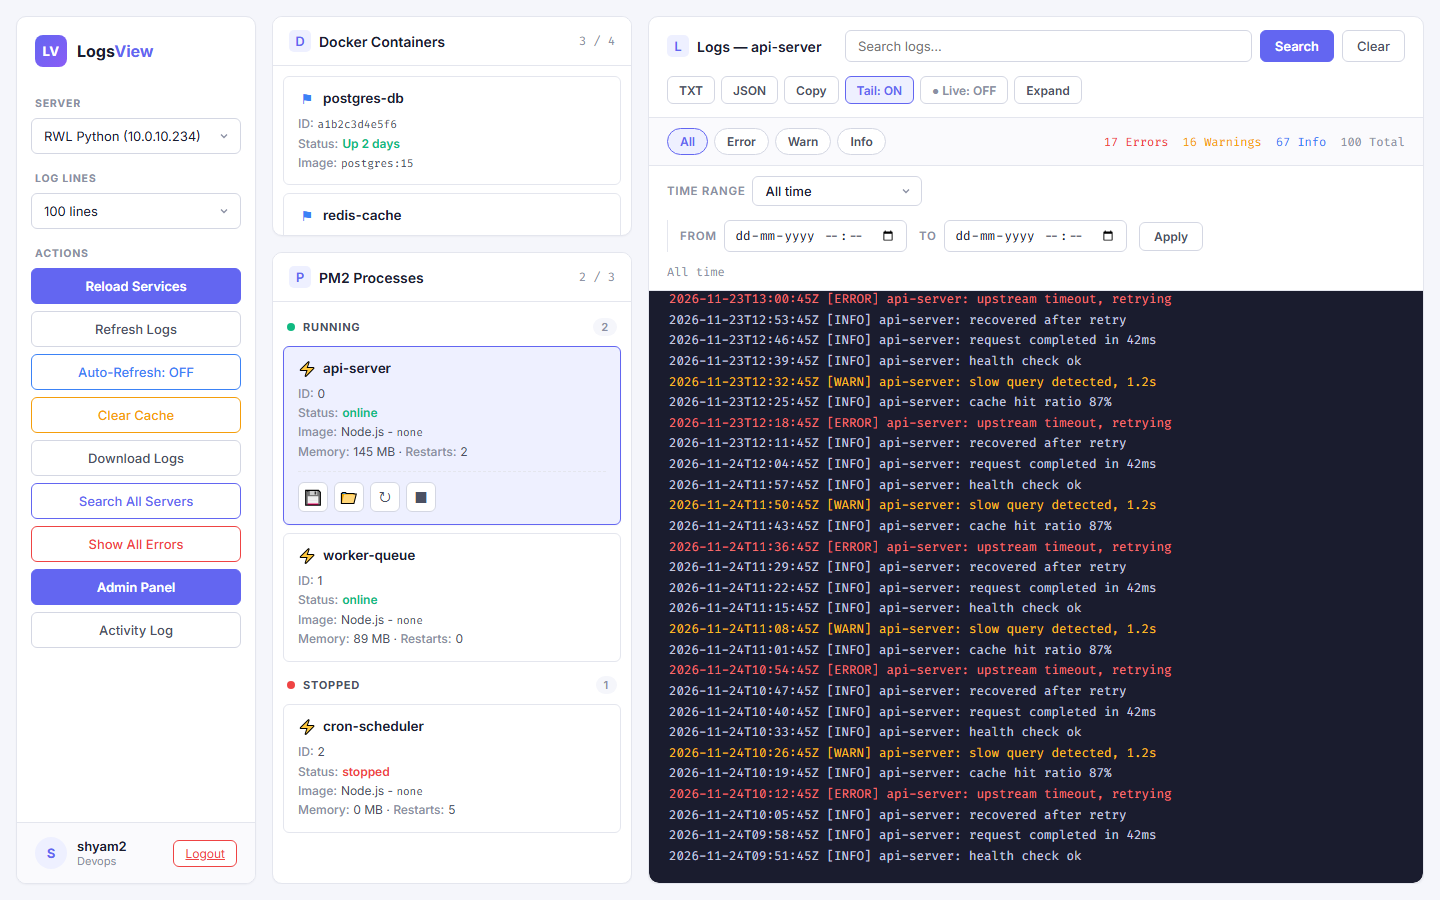 LV LogsView
SERVER
RWL Python (10.0.10.234)
LOG LINES
100 lines
ACTIONS
Reload Services
Refresh Logs
Auto-Refresh: OFF
Clear Cache
Download Logs
Search All Servers
Show All Errors
Admin Panel
Activity Log
S shyam2
Devops
Logout
D Docker Containers 3 / 4
postgres-db
ID: a1b2c3d4e5f6
Status: Up 2 days
Image: postgres:15
redis-cache
P PM2 Processes 2 / 3
RUNNING 2
api-server
ID: 0
Status: online
Image: Node.js - none
Memory: 145 MB · Restarts: 2
worker-queue
ID: 1
Status: online
Image: Node.js - none
Memory: 89 MB · Restarts: 0
STOPPED 1
cron-scheduler
ID: 2
Status: stopped
Image: Node.js - none
Memory: 0 MB · Restarts: 5
L Logs — api-server Search logs... Search Clear
TXT JSON Copy Tail: ON ● Live: OFF Expand
All Error Warn Info 17 Errors 16 Warnings 67 Info 100 Total
TIME RANGE All time
FROM dd-mm-yyyy --:-- TO dd-mm-yyyy --:-- Apply
All time
2026-11-23T13:00:45Z [ERROR] api-server: upstream timeout, retrying
2026-11-23T12:53:45Z [INFO] api-server: recovered after retry
2026-11-23T12:46:45Z [INFO] api-server: request completed in 42ms
2026-11-23T12:39:45Z [INFO] api-server: health check ok
2026-11-23T12:32:45Z [WARN] api-server: slow query detected, 1.2s
2026-11-23T12:25:45Z [INFO] api-server: cache hit ratio 87%
2026-11-23T12:18:45Z [ERROR] api-server: upstream timeout, retrying
2026-11-23T12:11:45Z [INFO] api-server: recovered after retry
2026-11-24T12:04:45Z [INFO] api-server: request completed in 42ms
2026-11-24T11:57:45Z [INFO] api-server: health check ok
2026-11-24T11:50:45Z [WARN] api-server: slow query detected, 1.2s
2026-11-24T11:43:45Z [INFO] api-server: cache hit ratio 87%
2026-11-24T11:36:45Z [ERROR] api-server: upstream timeout, retrying
2026-11-24T11:29:45Z [INFO] api-server: recovered after retry
2026-11-24T11:22:45Z [INFO] api-server: request completed in 42ms
2026-11-24T11:15:45Z [INFO] api-server: health check ok
2026-11-24T11:08:45Z [WARN] api-server: slow query detected, 1.2s
2026-11-24T11:01:45Z [INFO] api-server: cache hit ratio 87%
2026-11-24T10:54:45Z [ERROR] api-server: upstream timeout, retrying
2026-11-24T10:47:45Z [INFO] api-server: recovered after retry
2026-11-24T10:40:45Z [INFO] api-server: request completed in 42ms
2026-11-24T10:33:45Z [INFO] api-server: health check ok
2026-11-24T10:26:45Z [WARN] api-server: slow query detected, 1.2s
2026-11-24T10:19:45Z [INFO] api-server: cache hit ratio 87%
2026-11-24T10:12:45Z [ERROR] api-server: upstream timeout, retrying
2026-11-24T10:05:45Z [INFO] api-server: recovered after retry
2026-11-24T09:58:45Z [INFO] api-server: request completed in 42ms
2026-11-24T09:51:45Z [INFO] api-server: health check ok